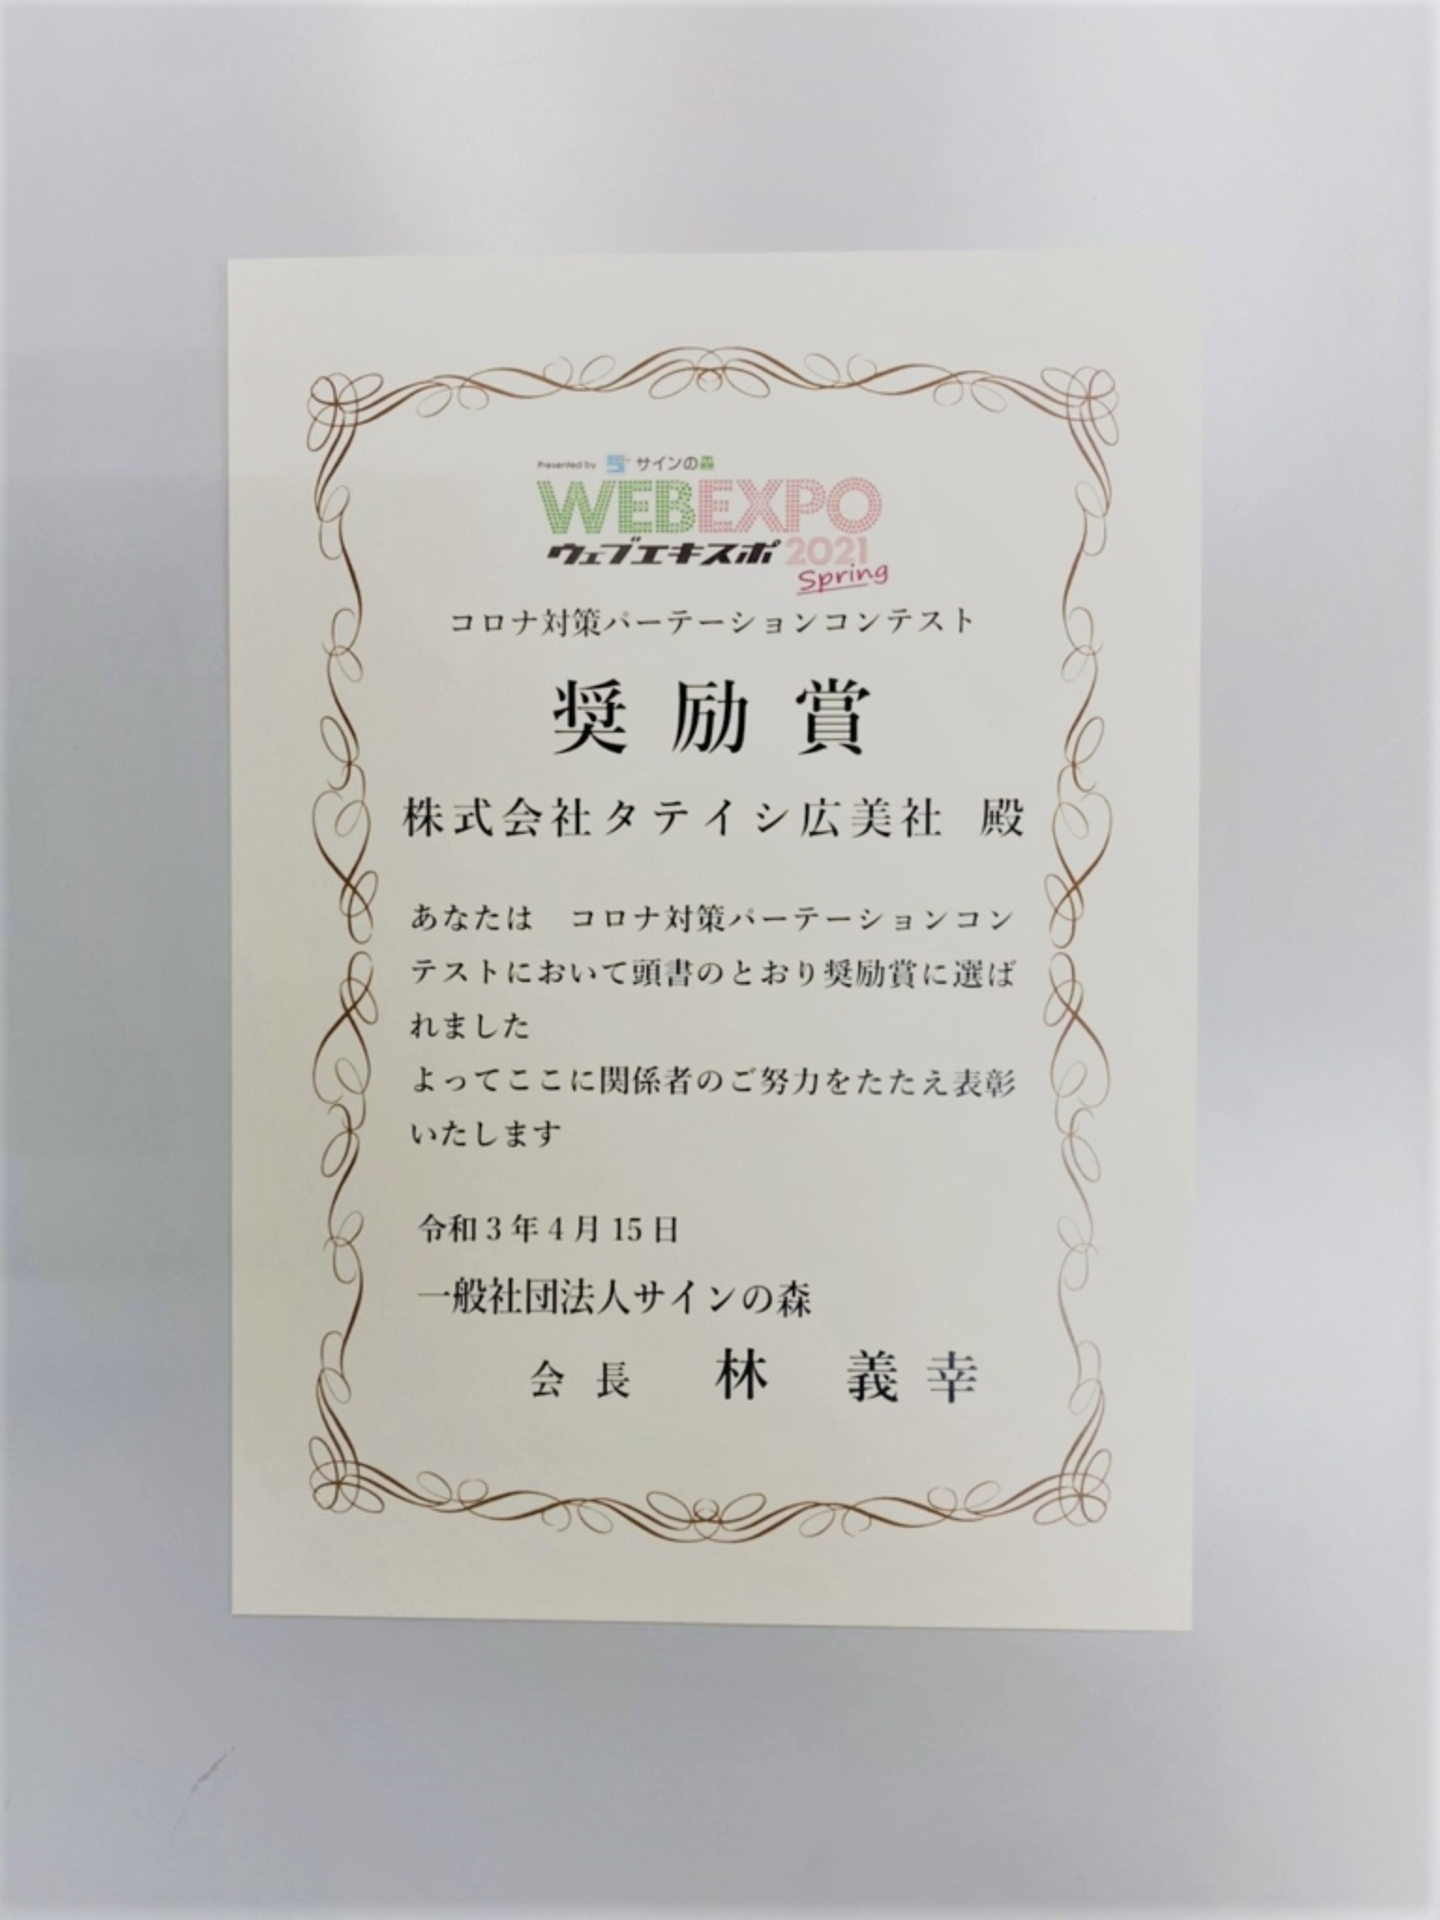 Presented by サインの森
WEBEXPO
ウェブエキスポ 2021
Spring
コロナ対策パーテーションコンテスト
奨励賞
株式会社タテイシ広美社 殿
あなたは　コロナ対策パーテーションコン
テストにおいて頭書のとおり奨励賞に選ば
れました
よってここに関係者のご努力をたたえ表彰
いたします
令和3年4月15日
一般社団法人サインの森
会長 林 義幸